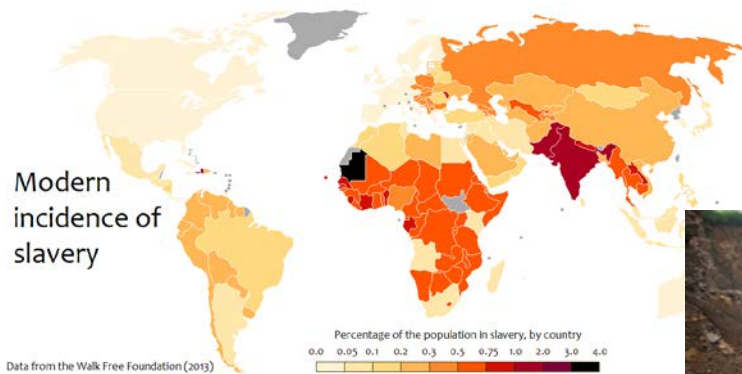 Modern
incidence of
slavery
Percentage of the population in slavery, by country
0.0 0.05 0.1 0.2 0.3 0.5 0.75 1.0 2.0 3.0 4.0
Data from the Walk Free Foundation (2013)